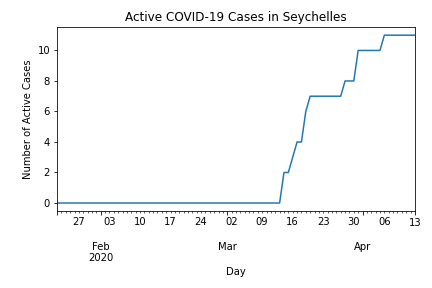 Active COVID-19 Cases in Seychelles
Number of Active Cases
10
8
6
4
2
0
27 03 10 17 24 02 09 16 23 30 06 13
Feb Mar Apr
2020
Day